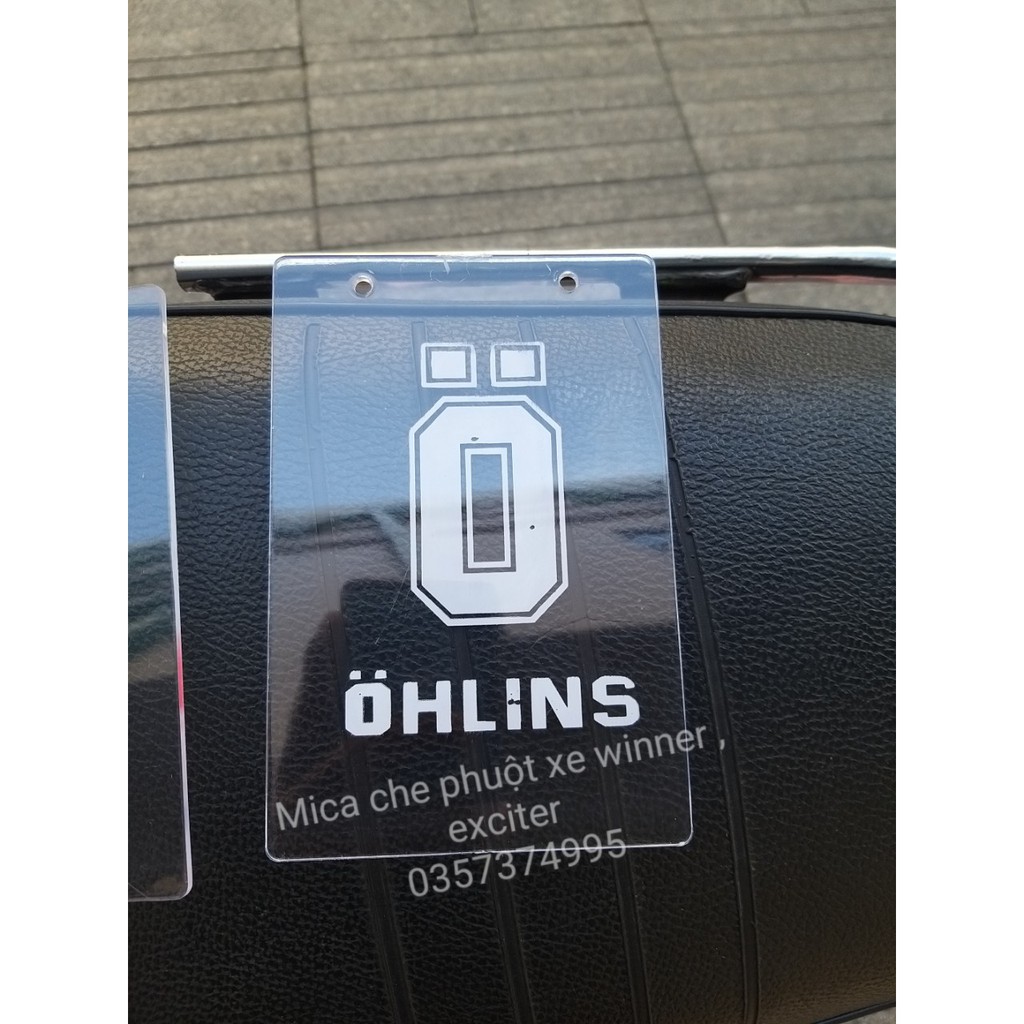 Ö
ÖHLINS
Mica che phuột xe winner ,
exciter
0357374995